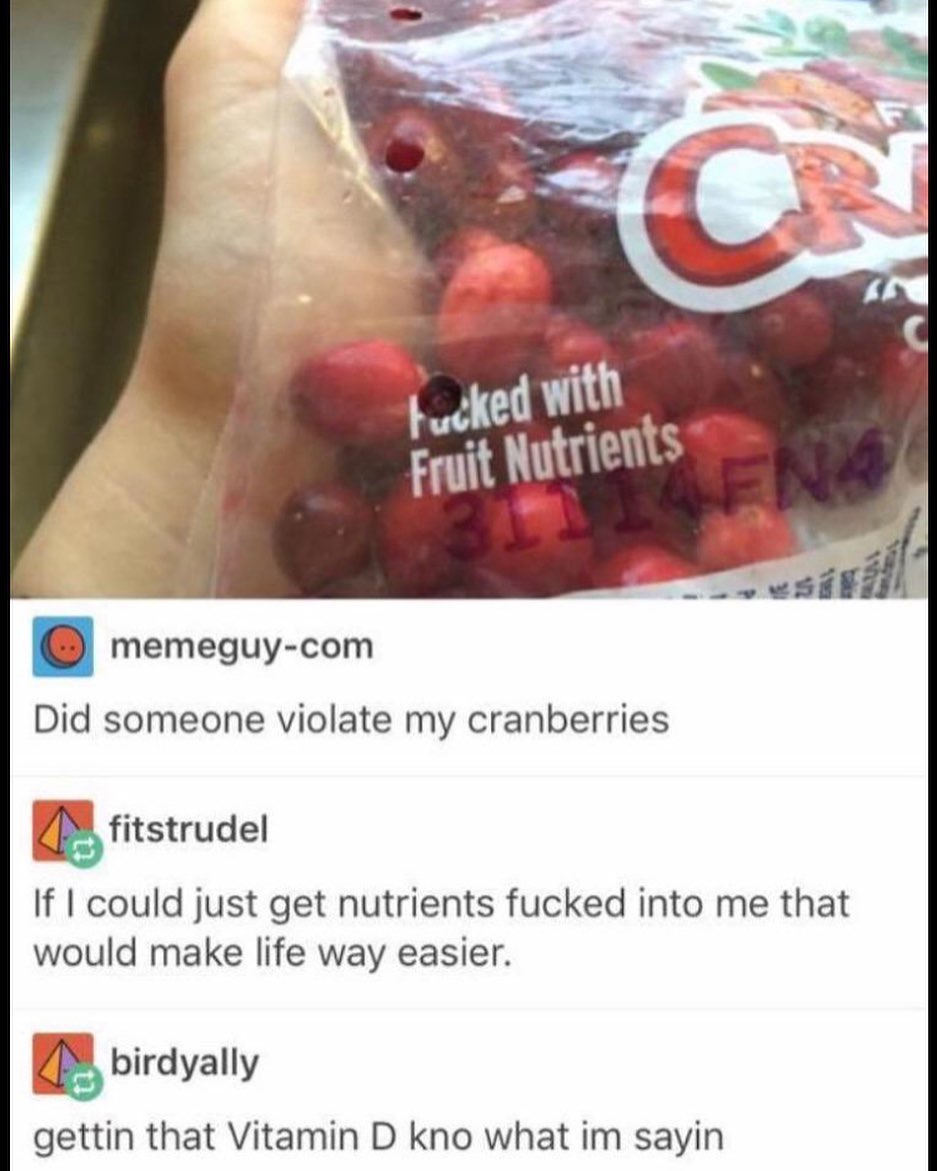 CR
Fucked with
Fruit Nutrients
31114FN4
memeguy-com
Did someone violate my cranberries
fitstrudel
If I could just get nutrients fucked into me that
would make life way easier.
birdyally
gettin that Vitamin D kno what im sayin